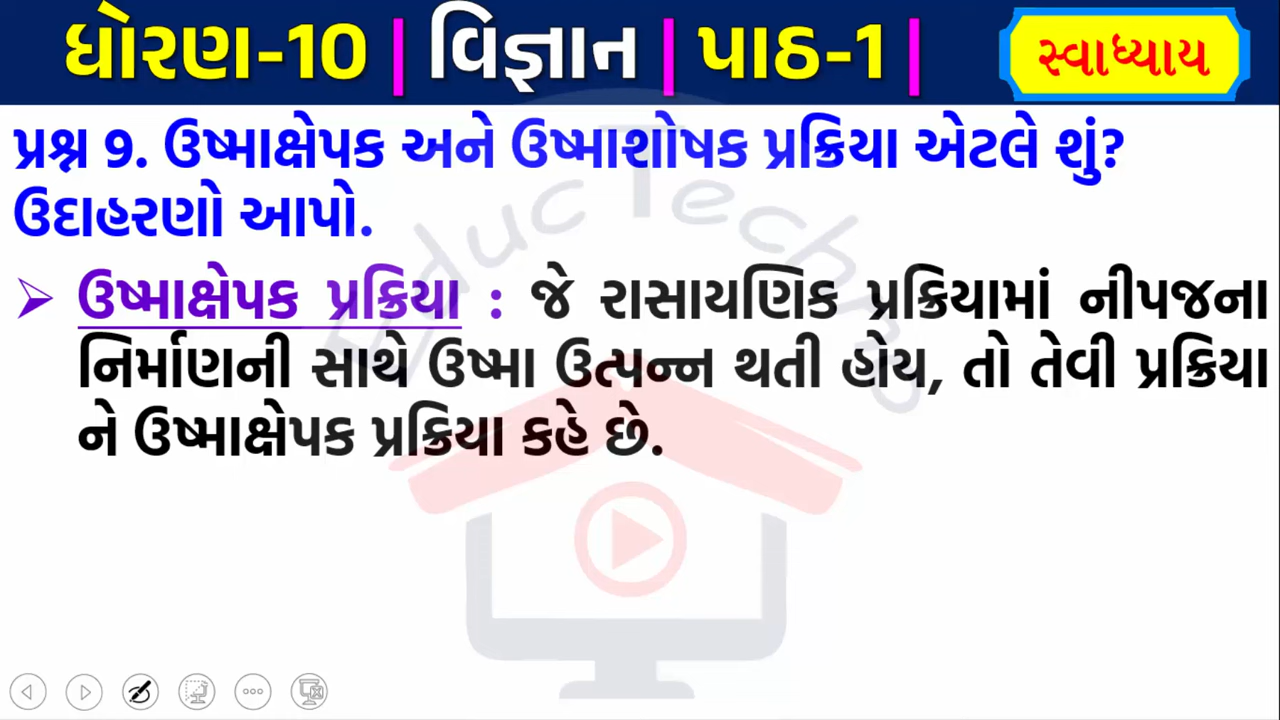 ધોરણ-10 | વિજ્ઞાન | પાઠ-1 |
સ્વાધ્યાય
પ્રશ્ન 9. ઉષ્માક્ષેપક અને ઉષ્માશોષક પ્રક્રિયા એટલે શું?
ઉદાહરણો આપો.
➢ ઉષ્માક્ષેપક પ્રક્રિયા : જે રાસાયણિક પ્રક્રિયામાં નીપજના
નિર્માણની સાથે ઉષ્મા ઉત્પન્ન થતી હોય, તો તેવી પ્રક્રિયા
ને ઉષ્માક્ષેપક પ્રક્રિયા કહે છે.
EducTechno